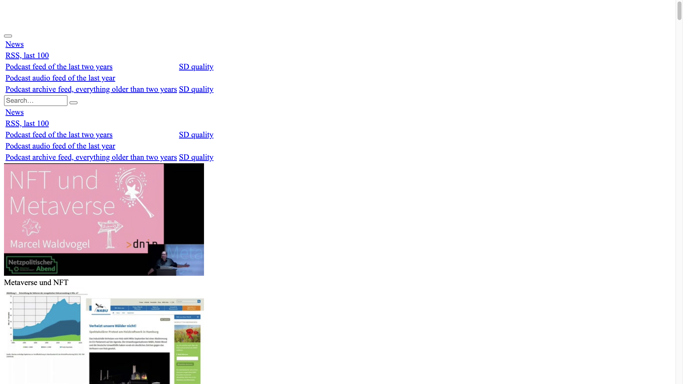 News
RSS, last 100
Podcast feed of the last two years SD quality
Podcast audio feed of the last year
Podcast archive feed, everything older than two years SD quality
Search…
News
RSS, last 100
Podcast feed of the last two years SD quality
Podcast audio feed of the last year
Podcast archive feed, everything older than two years SD quality
NFT und
Metaverse
Marcel Waldvogel
>dnip
Netzpolitischer
Abend
Metaverse und NFT
NABU